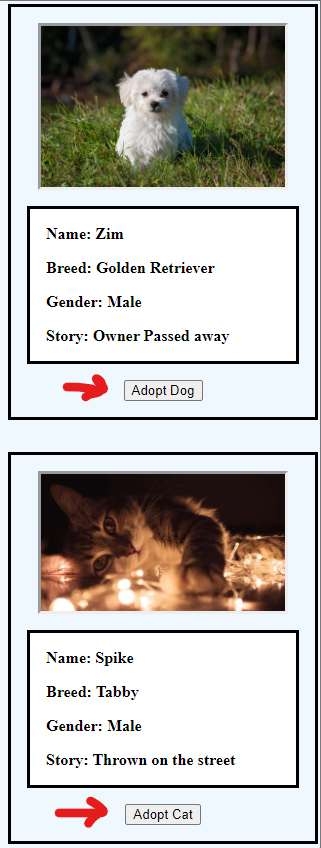 Name: Zim
Breed: Golden Retriever
Gender: Male
Story: Owner Passed away
Adopt Dog
Name: Spike
Breed: Tabby
Gender: Male
Story: Thrown on the street
Adopt Cat